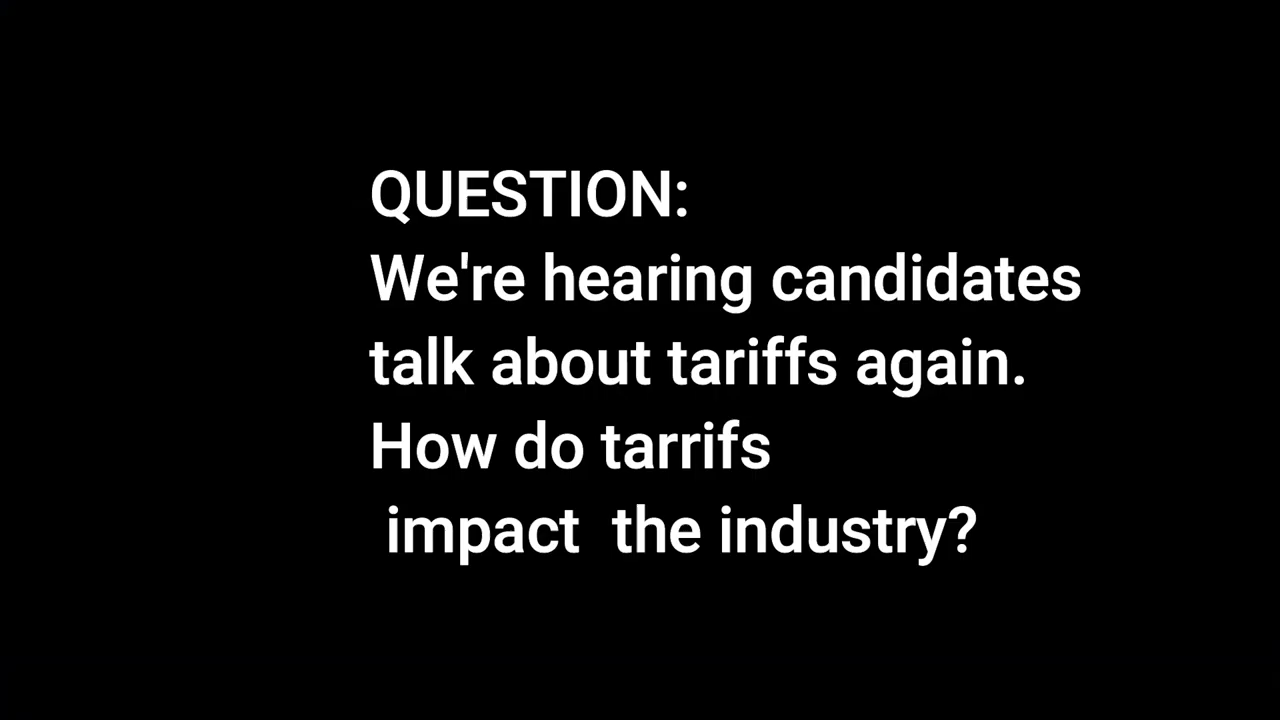 QUESTION:
We're hearing candidates
talk about tariffs again.
How do tarrifs
impact  the industry?